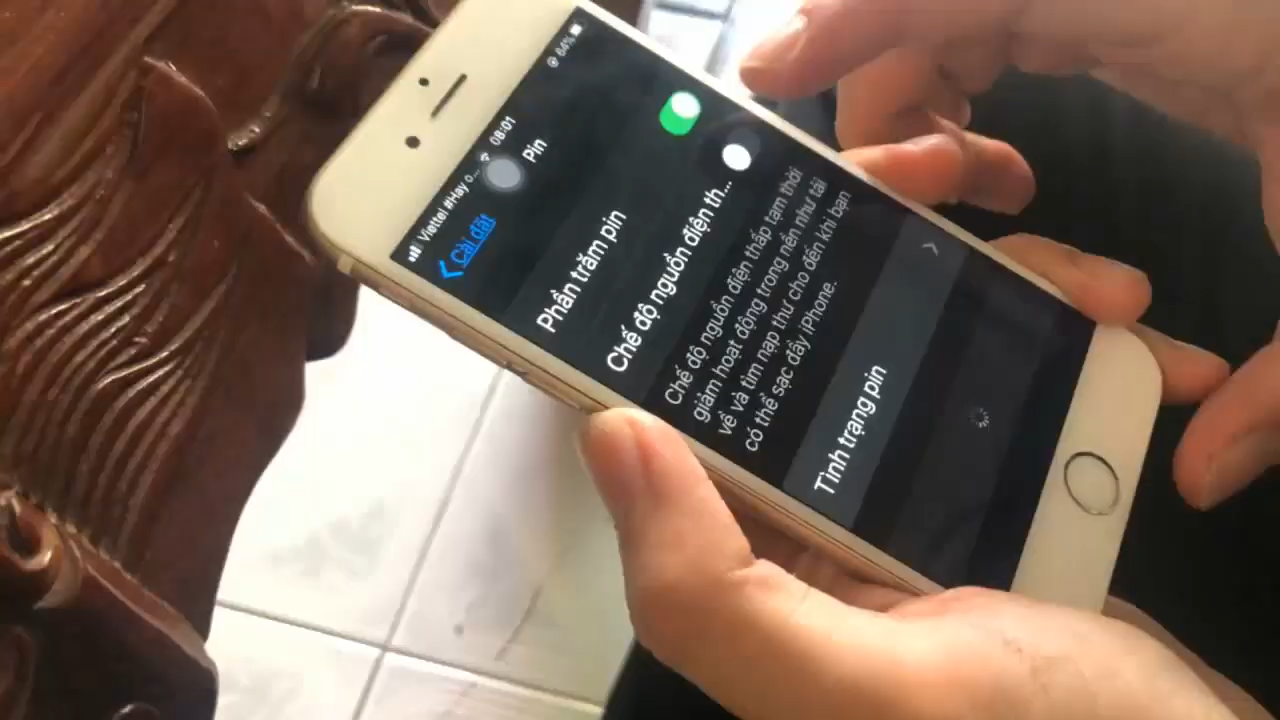 Viettel #Hay o... 08:01 64%
Cài đặt Pin
Phần trăm pin
Chế độ nguồn điện th...
Chế độ nguồn điện thấp tạm thời
giảm hoạt động trong nền như tải
về và tìm nạp thư cho đến khi bạn
có thể sạc đầy iPhone.
Tình trạng pin